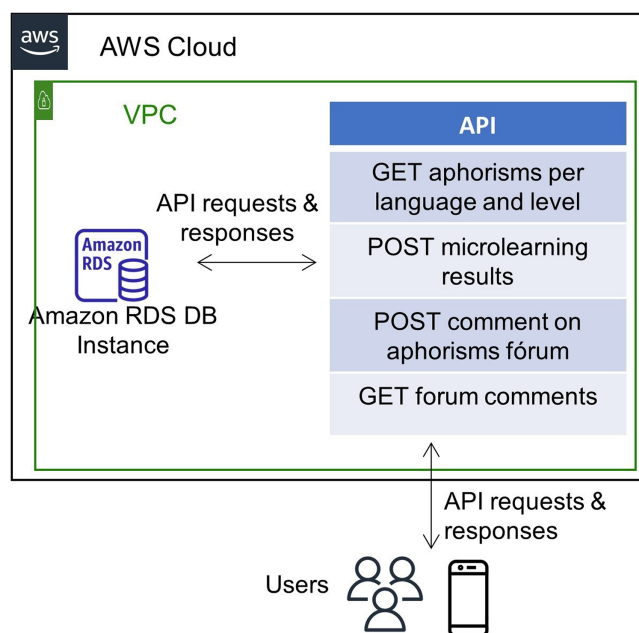 aws
AWS Cloud
VPC
API
GET aphorisms per
language and level
API requests &
responses
POST microlearning
results
Amazon
RDS
Amazon RDS DB
Instance
POST comment on
aphorisms fórum
GET forum comments
API requests &
responses
Users